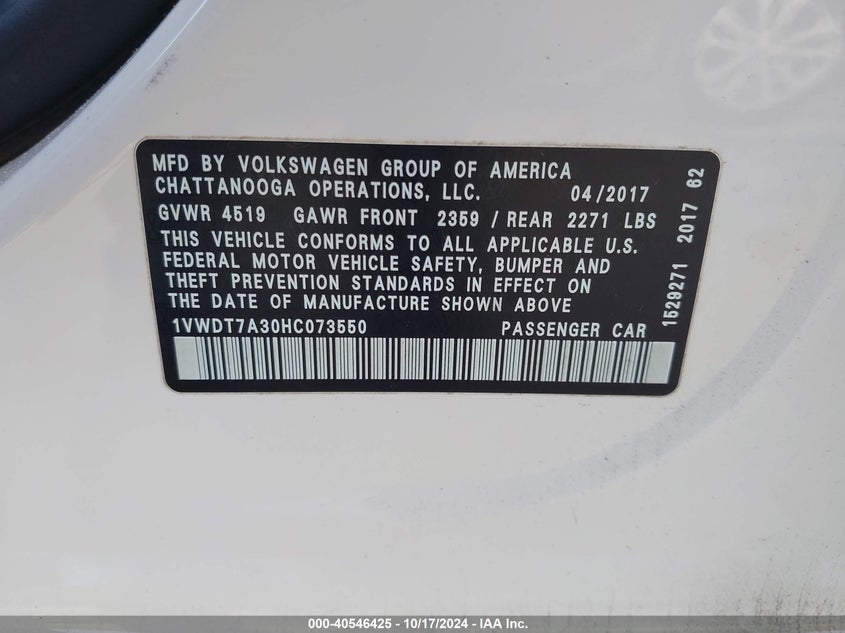 MFD BY VOLKSWAGEN GROUP OF AMERICA
CHATTANOOGA OPERATIONS, LLC. 04/2017
GVWR 4519 GAWR FRONT 2359 / REAR 2271 LBS
THIS VEHICLE CONFORMS TO ALL APPLICABLE U.S.
FEDERAL MOTOR VEHICLE SAFETY, BUMPER AND
THEFT PREVENTION STANDARDS IN EFFECT ON
THE DATE OF MANUFACTURE SHOWN ABOVE
1VWDT7A30HC073550 PASSENGER CAR
1529271 2017 62
000-40546425 - 10/17/2024 - IAA Inc.